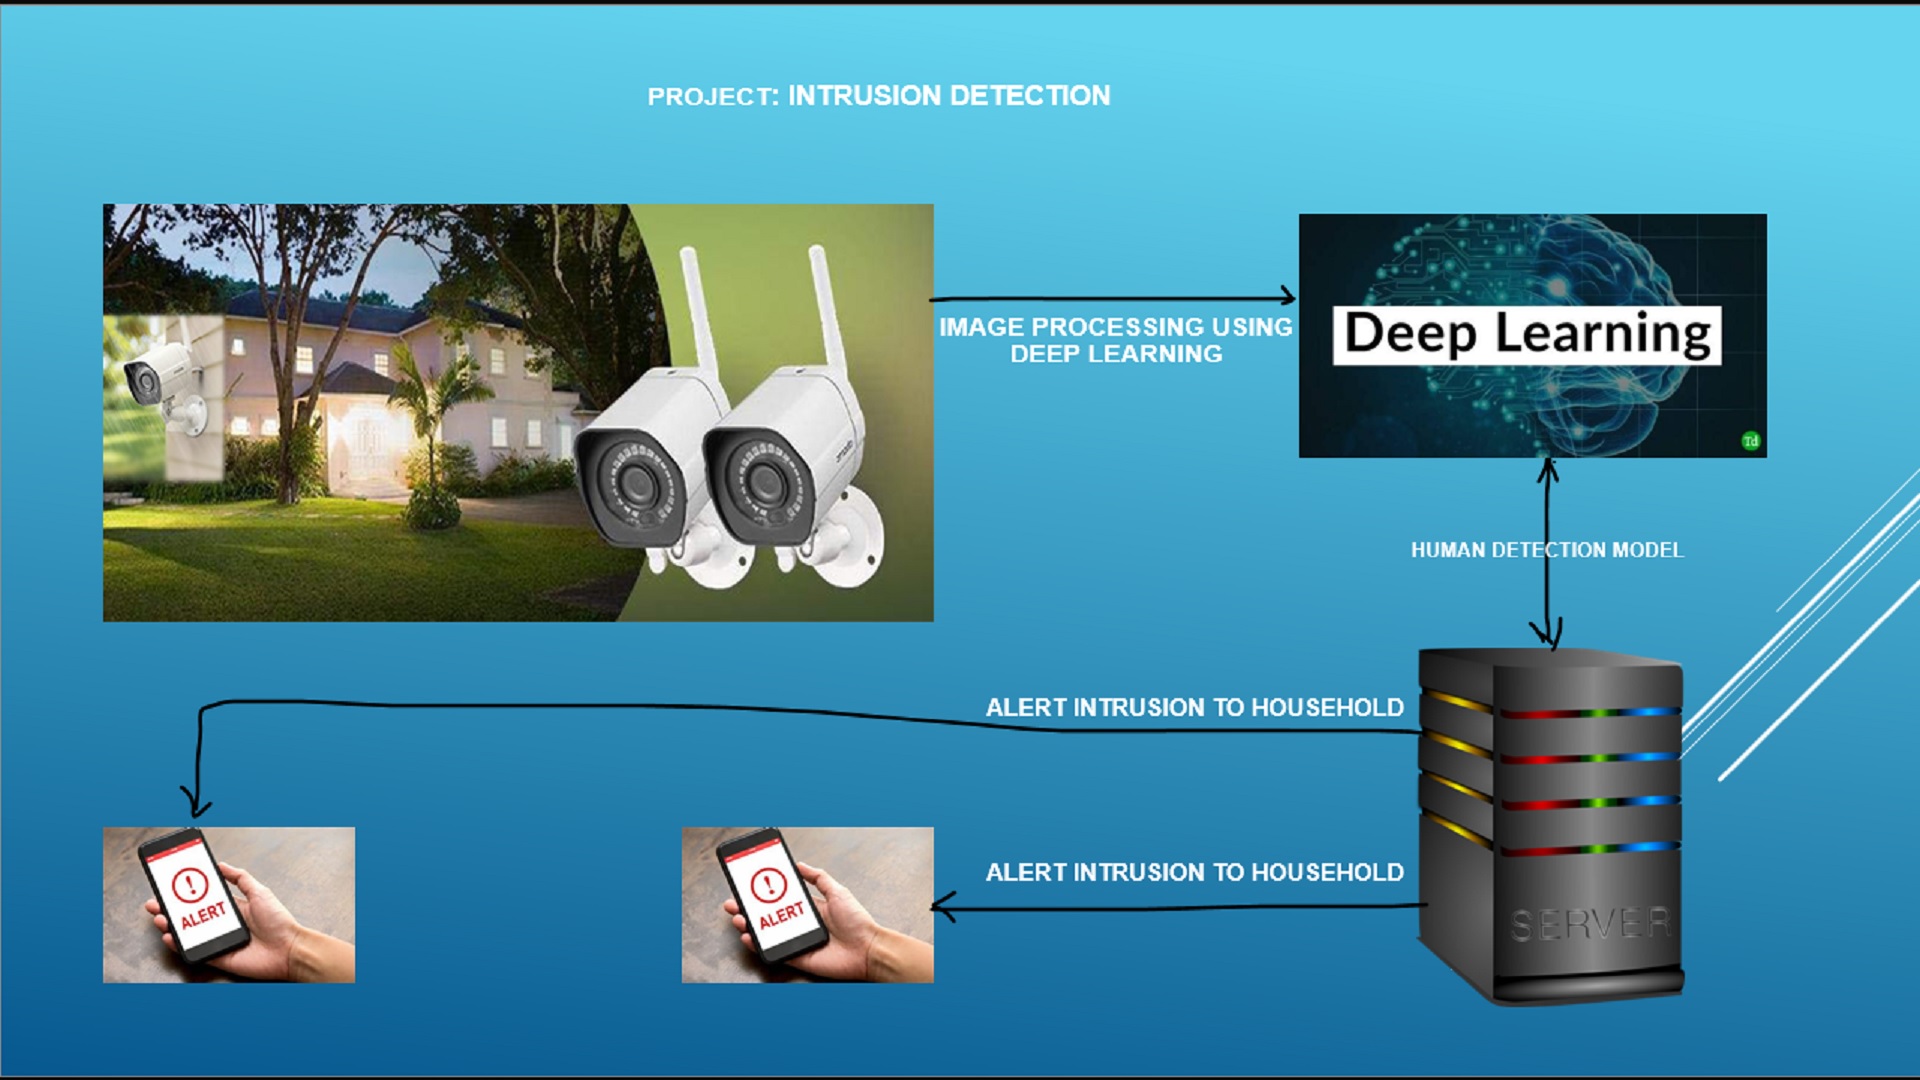 PROJECT: INTRUSION DETECTION
IMAGE PROCESSING USING
DEEP LEARNING
Deep Learning
Td
HUMAN DETECTION MODEL
ALERT INTRUSION TO HOUSEHOLD
ALERT INTRUSION TO HOUSEHOLD
SERVER
! ALERT
! ALERT